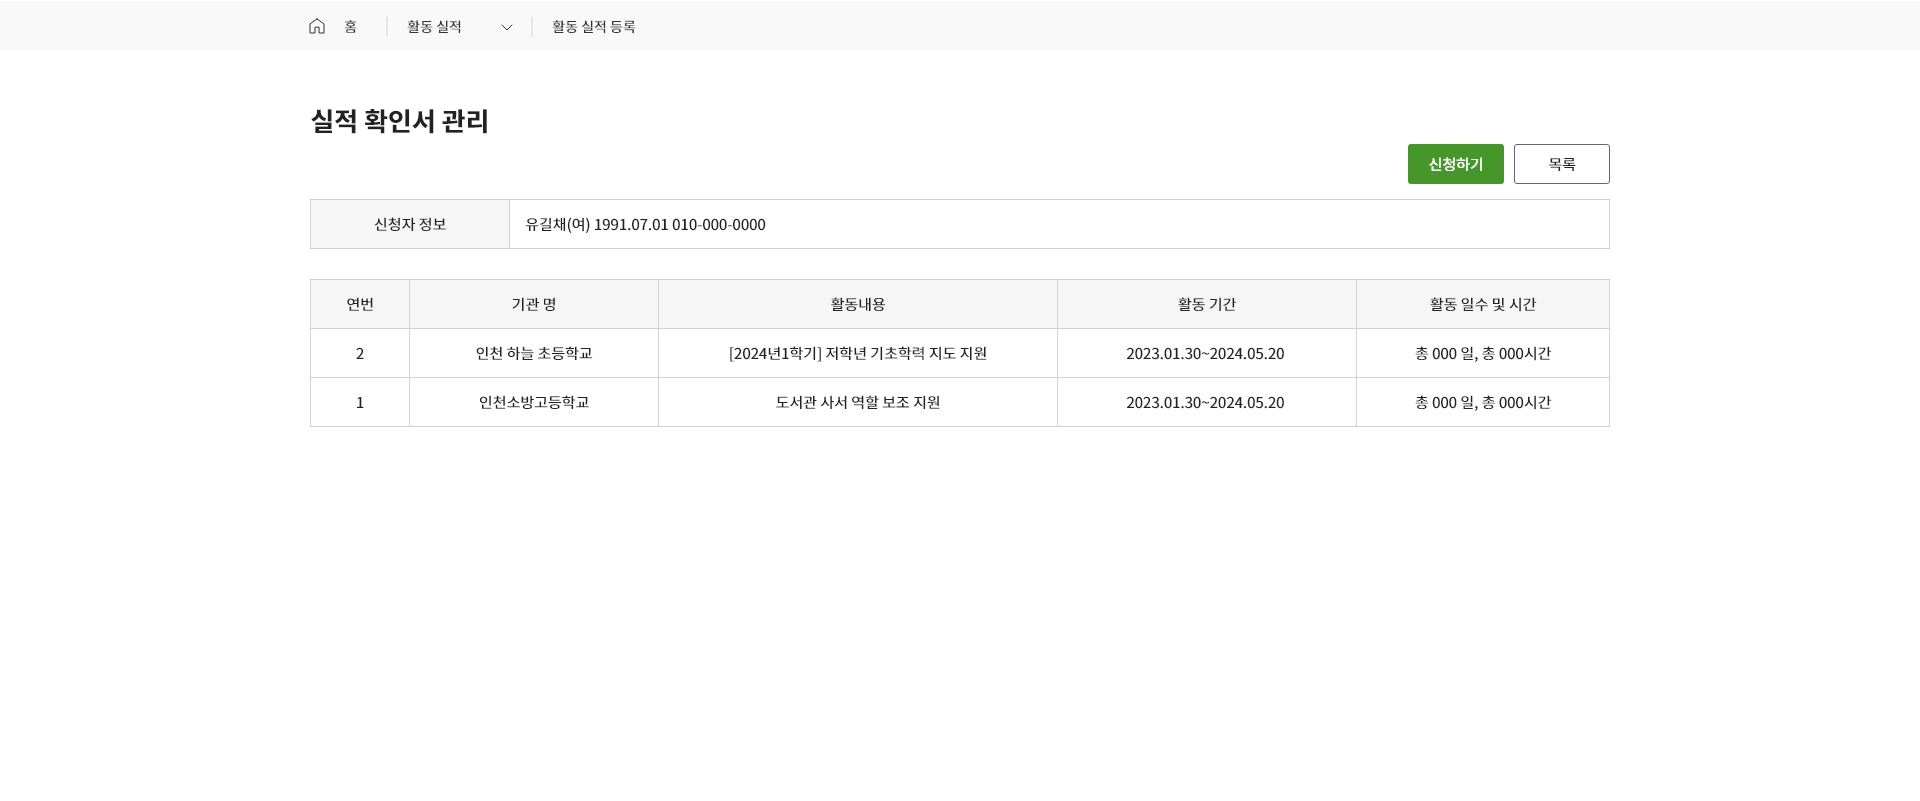 홈 활동 실적 활동 실적 등록
실적 확인서 관리
신청하기 목록
신청자 정보 유길채(여) 1991.07.01 010-000-0000
연번 기관 명 활동내용 활동 기간 활동 일수 및 시간
2 인천 하늘 초등학교 [2024년1학기] 저학년 기초학력 지도 지원 2023.01.30~2024.05.20 총 000 일, 총 000시간
1 인천소방고등학교 도서관 사서 역할 보조 지원 2023.01.30~2024.05.20 총 000 일, 총 000시간